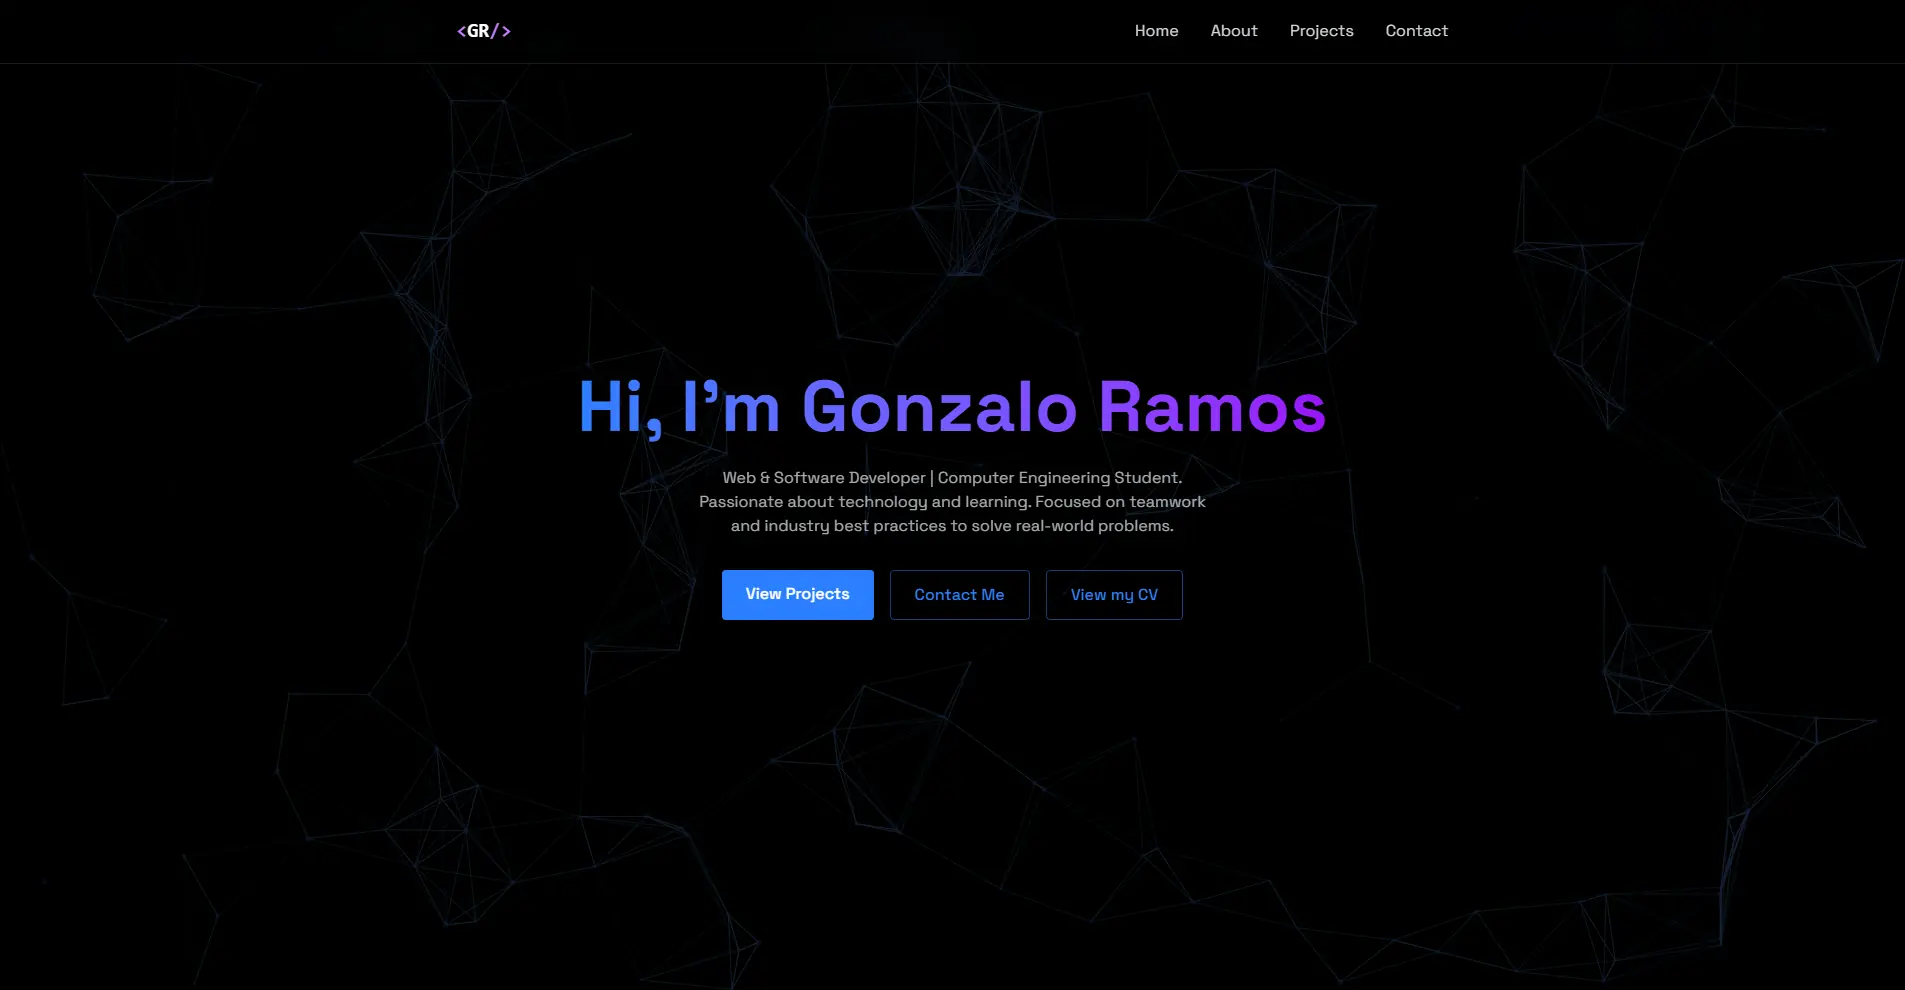 <GR/>
Home About Projects Contact
Hi, I'm Gonzalo Ramos
Web & Software Developer | Computer Engineering Student.
Passionate about technology and learning. Focused on teamwork
and industry best practices to solve real-world problems.
View Projects Contact Me View my CV